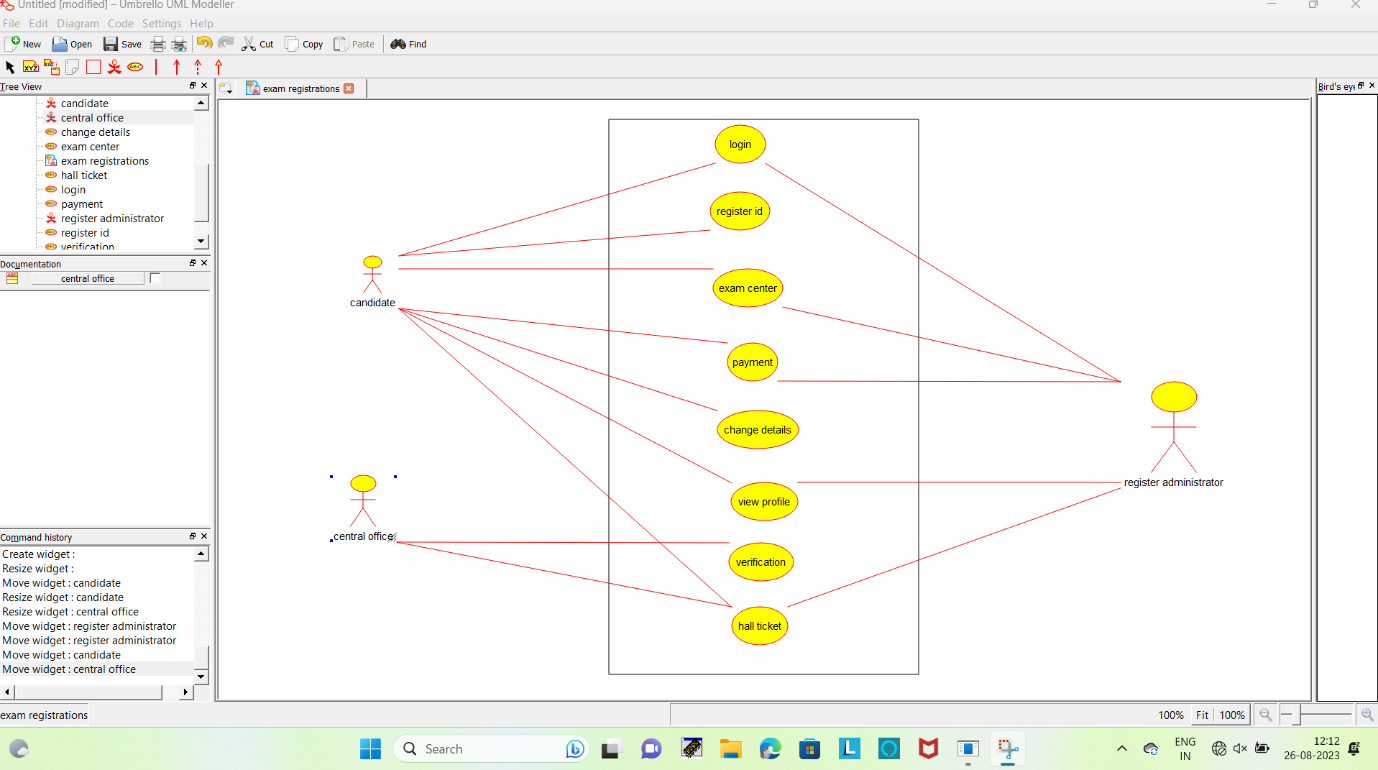 Untitled [modified] – Umbrello UML Modeller
File Edit Diagram Code Settings Help
New Open Save Cut Copy Paste Find
Tree View
exam registrations
Bird's eye
candidate
central office
change details
exam center
exam registrations
hall ticket
login
payment
register administrator
register id
verification
Documentation
central office
Command history
Create widget :
Resize widget :
Move widget : candidate
Resize widget : candidate
Resize widget : central office
Move widget : register administrator
Move widget : register administrator
Move widget : candidate
Move widget : central office
login
register id
exam center
candidate
payment
change details
register administrator
view profile
central office
verification
hall ticket
exam registrations
100% Fit 100%
Search
ENG
IN
12:12
26-08-2023